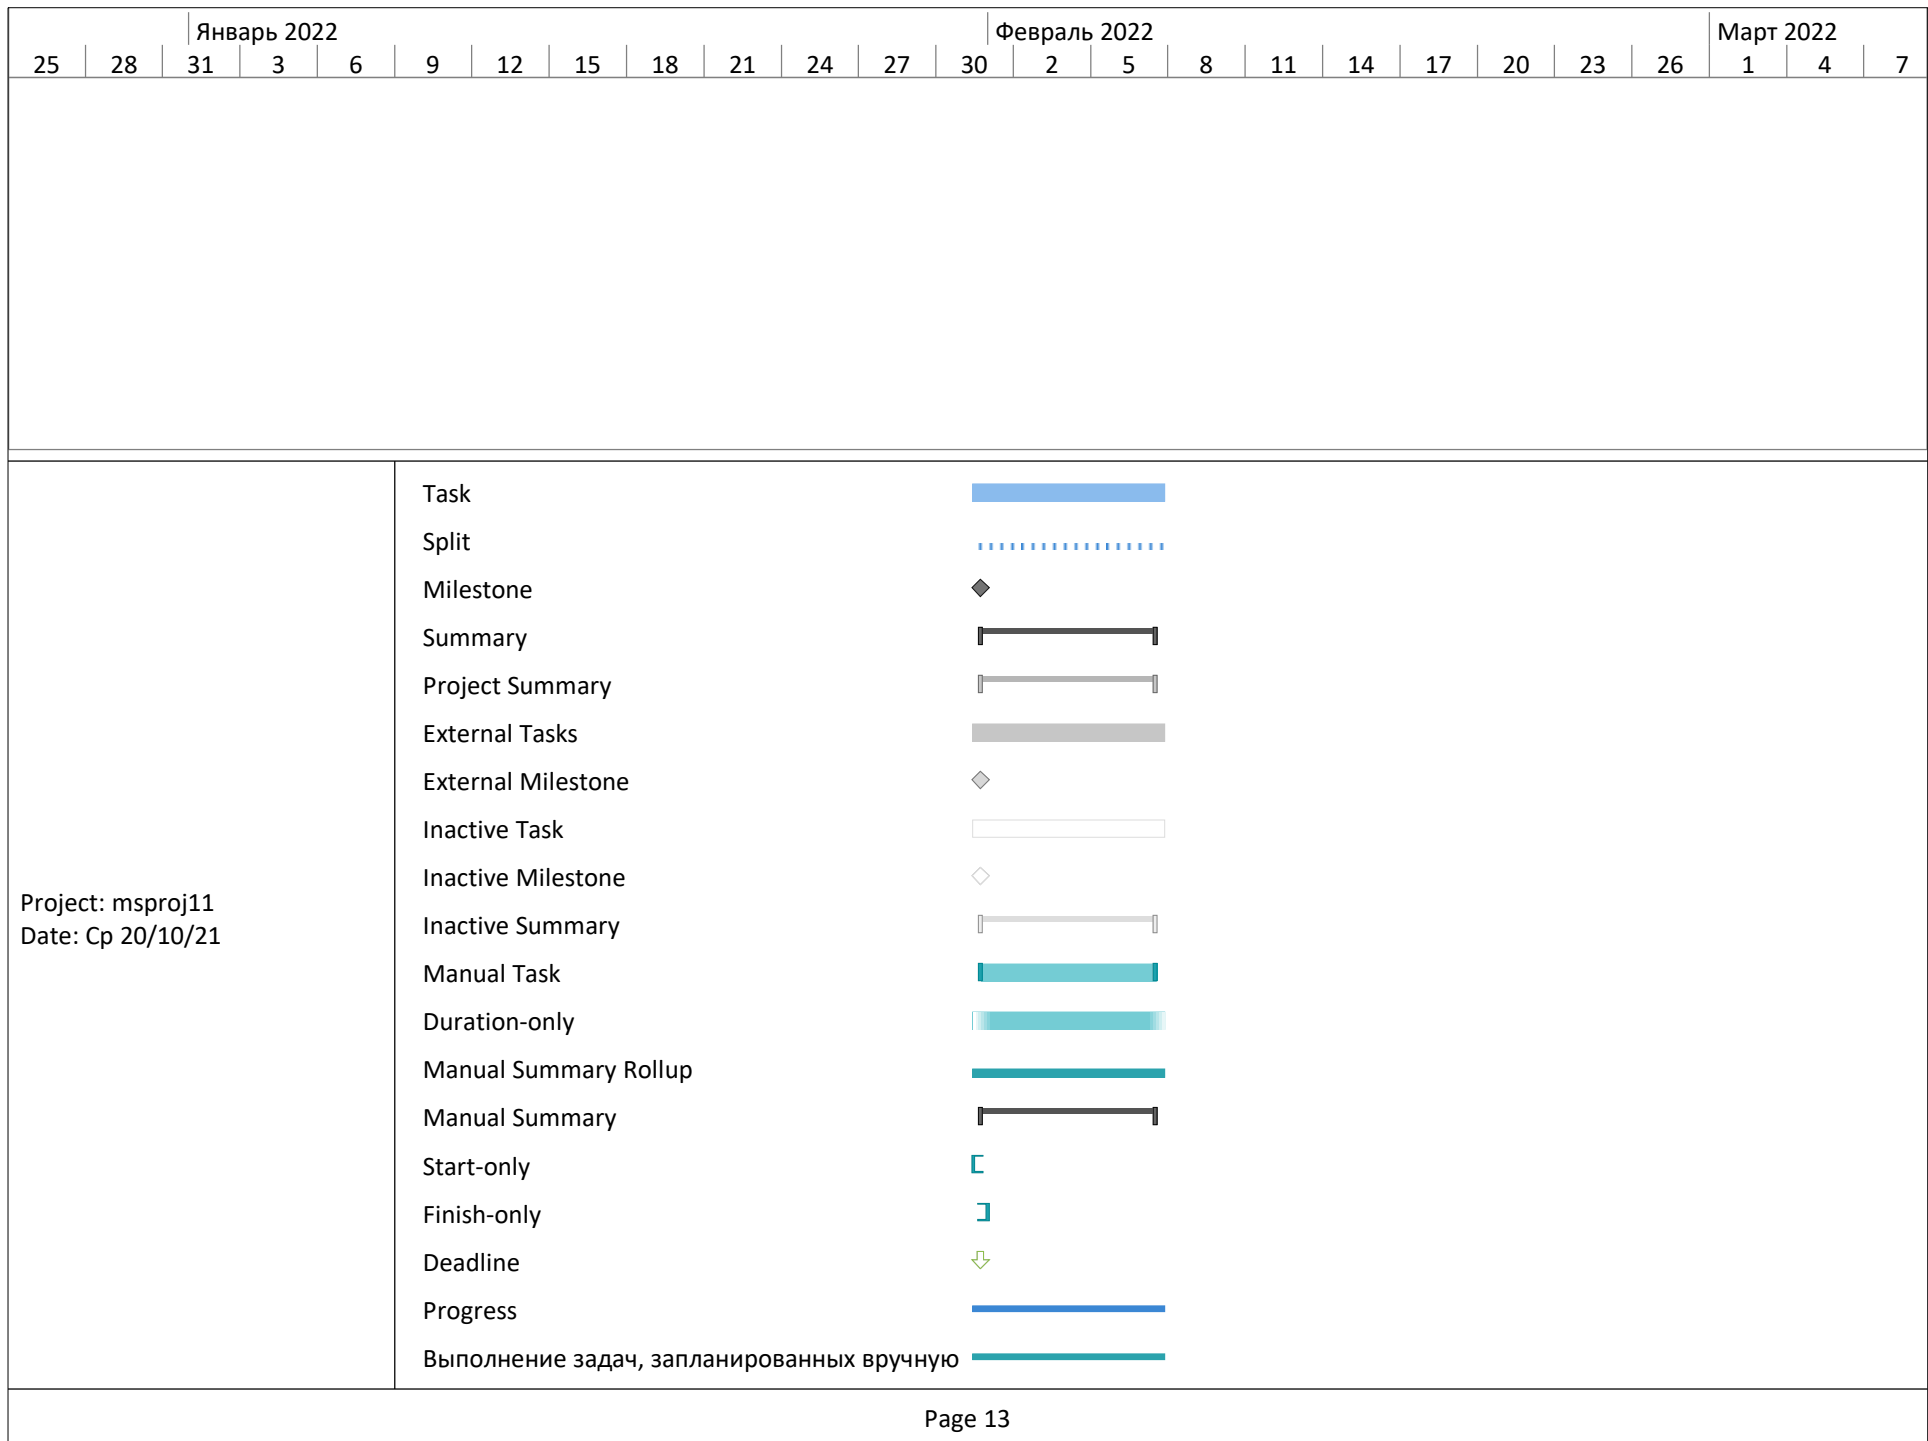 Январь 2022 Февраль 2022 Март 2022
25 28 31 3 6 9 12 15 18 21 24 27 30 2 5 8 11 14 17 20 23 26 1 4 7
Project: msproj11
Date: Ср 20/10/21
Task
Split
Milestone
Summary
Project Summary
External Tasks
External Milestone
Inactive Task
Inactive Milestone
Inactive Summary
Manual Task
Duration-only
Manual Summary Rollup
Manual Summary
Start-only
Finish-only
Deadline
Progress
Выполнение задач, запланированных вручную
Page 13